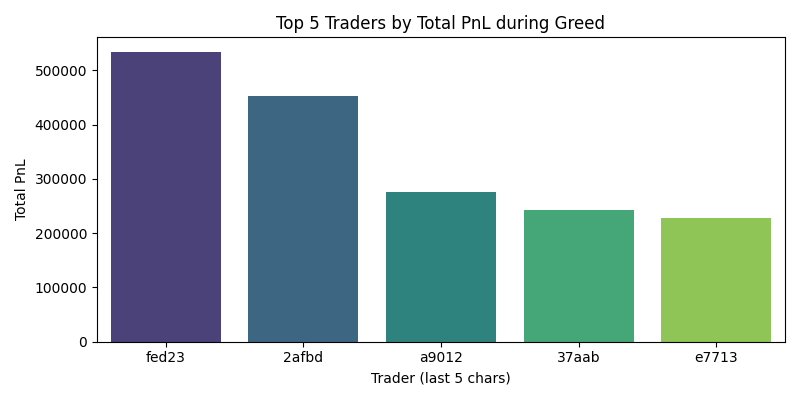 Top 5 Traders by Total PnL during Greed
Total PnL
500000
400000
300000
200000
100000
0
fed23 2afbd a9012 37aab e7713
Trader (last 5 chars)